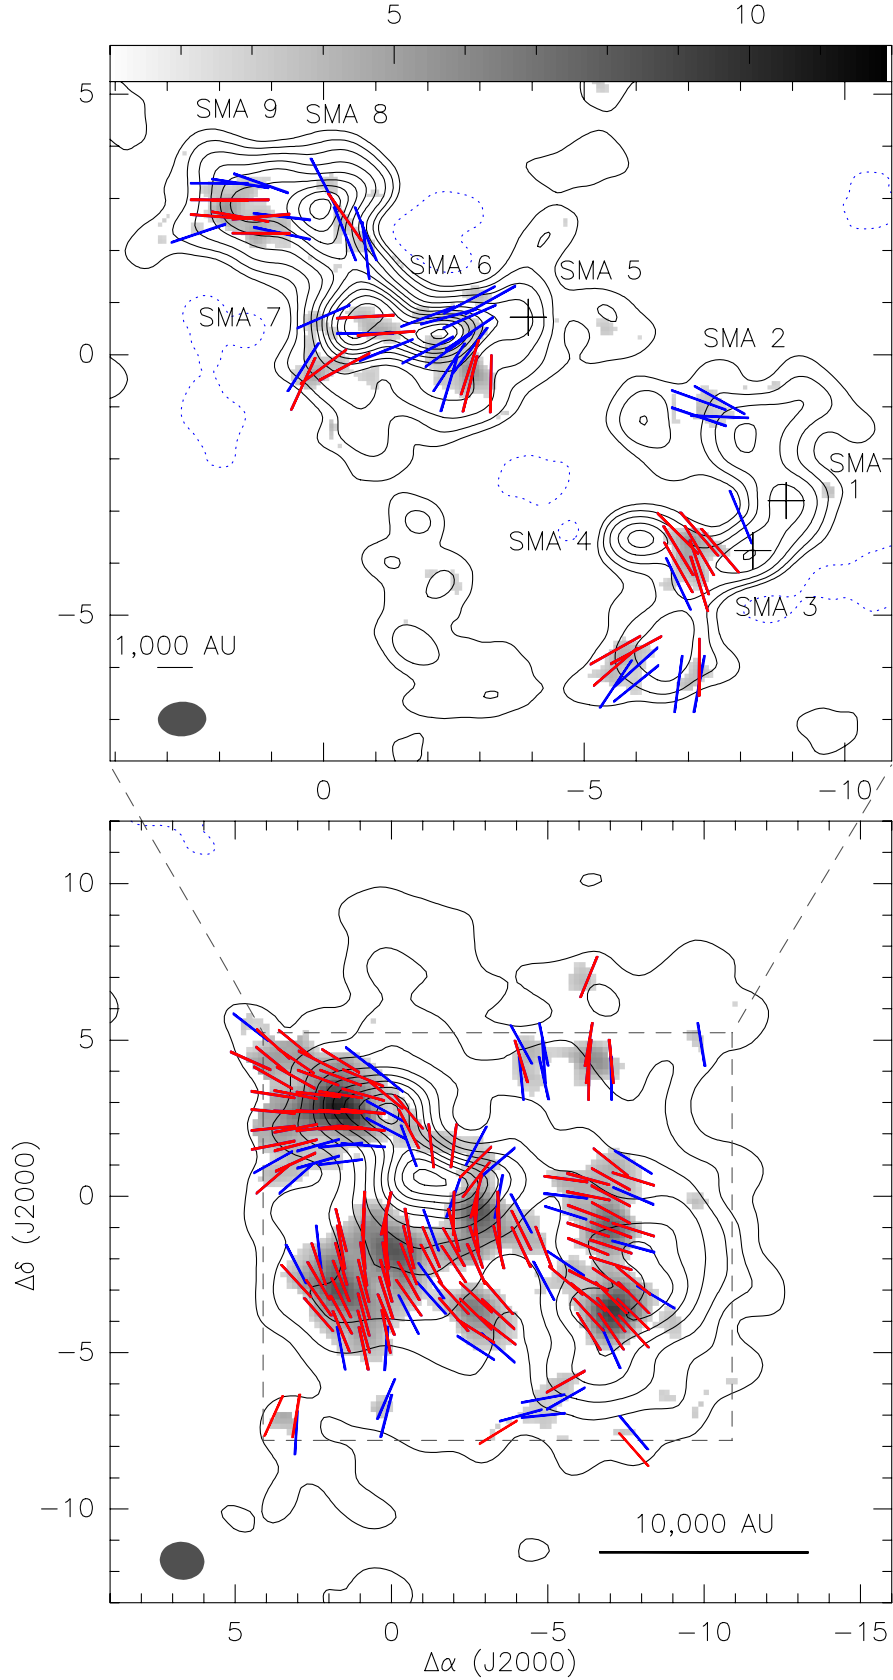 5 10
5
SMA 9 SMA 8
SMA 6
SMA 5
SMA 7
SMA 2
0
SMA
1
SMA 4
SMA 3
−5
1,000 AU
0 −5 −10
10
5
0
−5
−10
10,000 AU
5 0 −5 −10 −15
Δδ (J2000)
Δα (J2000)